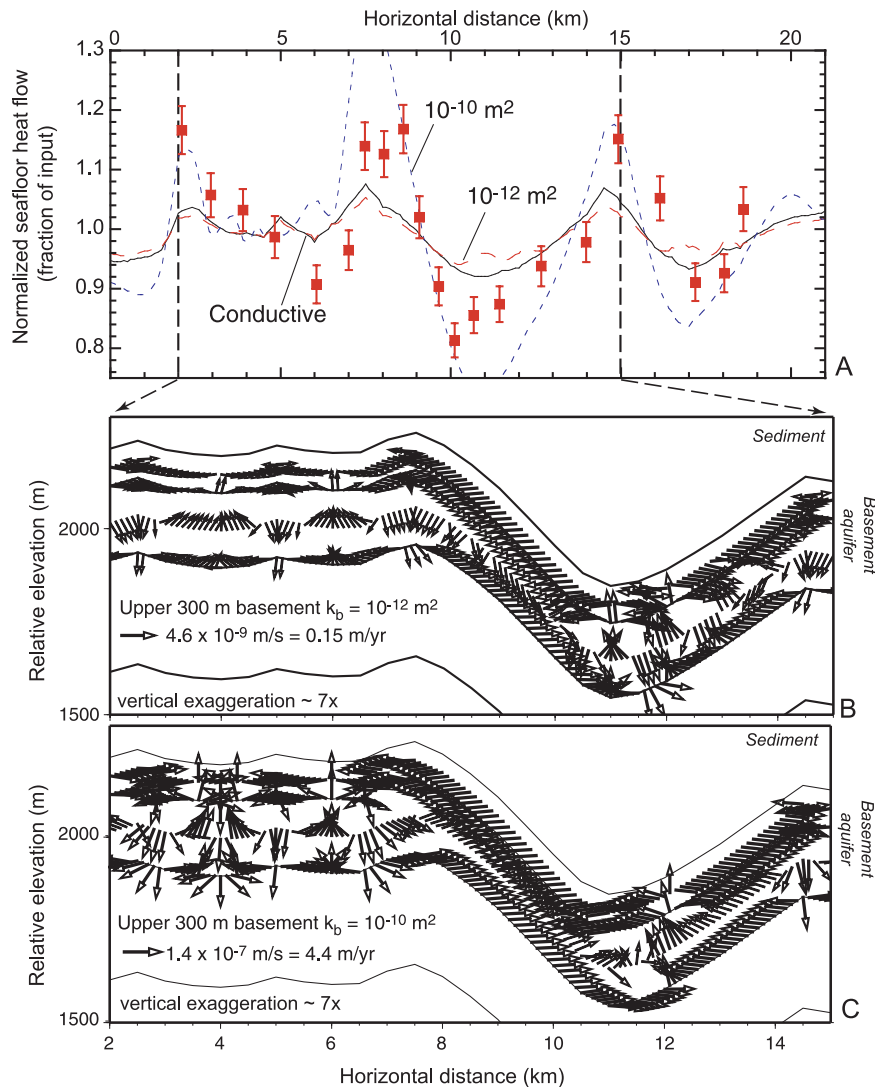 Horizontal distance (km)
0 5 10 15 20
1.3
1.2
1.1
1.0
0.9
0.8
Normalized seafloor heat flow
(fraction of input)
10⁻¹⁰ m²
10⁻¹² m²
Conductive
A
Sediment
Basement
aquifer
2000
1500
Relative elevation (m)
Upper 300 m basement k_b = 10⁻¹² m²
4.6 x 10⁻⁹ m/s = 0.15 m/yr
vertical exaggeration ~ 7x
B
Sediment
Basement
aquifer
2000
1500
Relative elevation (m)
Upper 300 m basement k_b = 10⁻¹⁰ m²
1.4 x 10⁻⁷ m/s = 4.4 m/yr
vertical exaggeration ~ 7x
C
2 4 6 8 10 12 14
Horizontal distance (km)